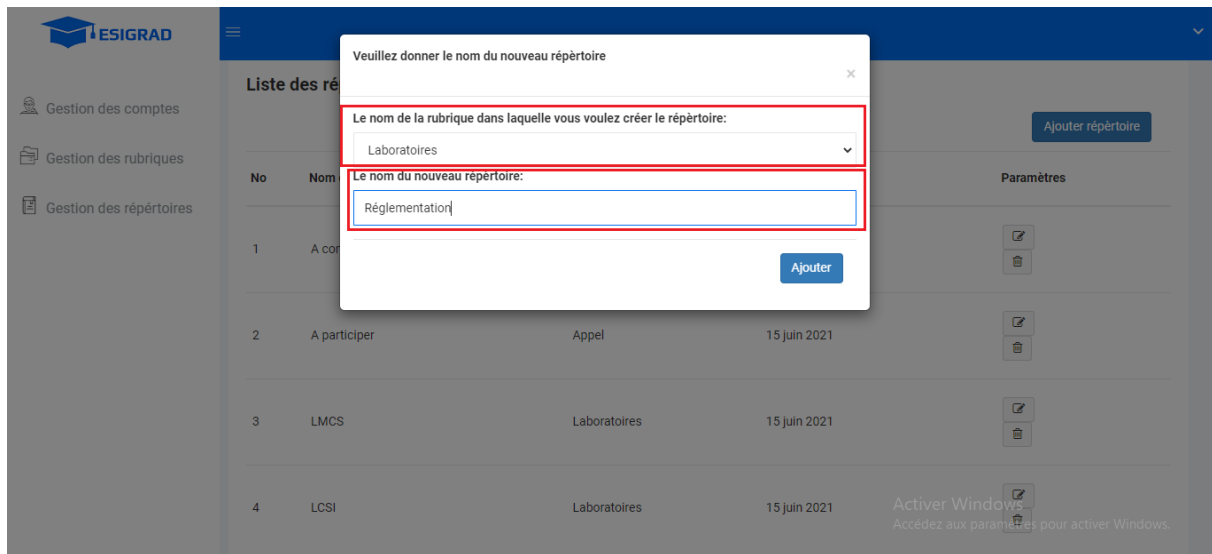 ESIGRAD
Gestion des comptes
Gestion des rubriques
Gestion des répértoires
Liste des ré
Ajouter répèrtoire
Veuillez donner le nom du nouveau répèrtoire
×
Le nom de la rubrique dans laquelle vous voulez créer le répèrtoire:
Laboratoires
Le nom du nouveau répèrtoire:
Réglementation
Ajouter
No Nom Paramètres
1 A con
2 A participer Appel 15 juin 2021
3 LMCS Laboratoires 15 juin 2021
4 LCSI Laboratoires 15 juin 2021
Activer Windows
Accédez aux paramètres pour activer Windows.